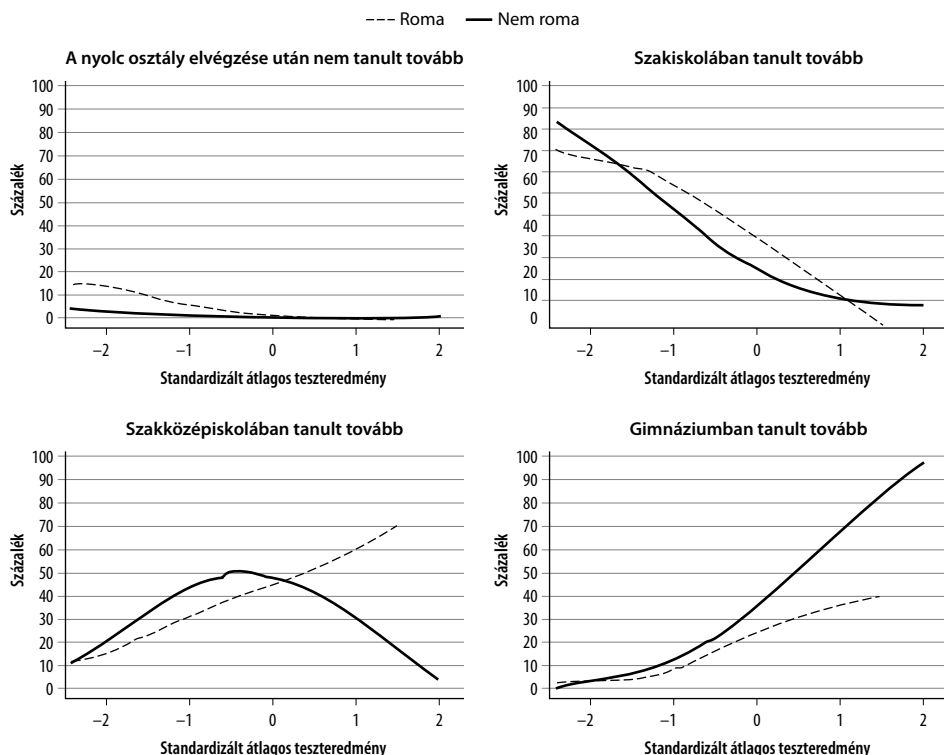 Roma Nem roma
A nyolc osztály elvégzése után nem tanult tovább
Százalék
100
90
80
70
60
50
40
30
20
10
0
−2 −1 0 1 2
Standardizált átlagos teszteredmény
Szakiskolában tanult tovább
Százalék
100
90
80
70
60
50
40
30
20
10
0
−2 −1 0 1 2
Standardizált átlagos teszteredmény
Szakközépiskolában tanult tovább
Százalék
100
90
80
70
60
50
40
30
20
10
0
−2 −1 0 1 2
Standardizált átlagos teszteredmény
Gimnáziumban tanult tovább
Százalék
100
90
80
70
60
50
40
30
20
10
0
−2 −1 0 1 2
Standardizált átlagos teszteredmény